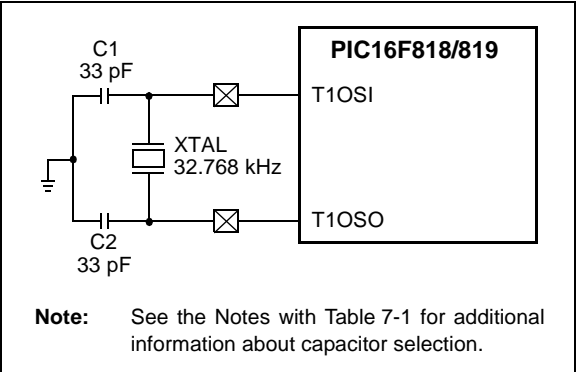 C1
33 pF
PIC16F818/819
T1OSI
XTAL
32.768 kHz
T1OSO
C2
33 pF
Note: See the Notes with Table 7-1 for additional
information about capacitor selection.